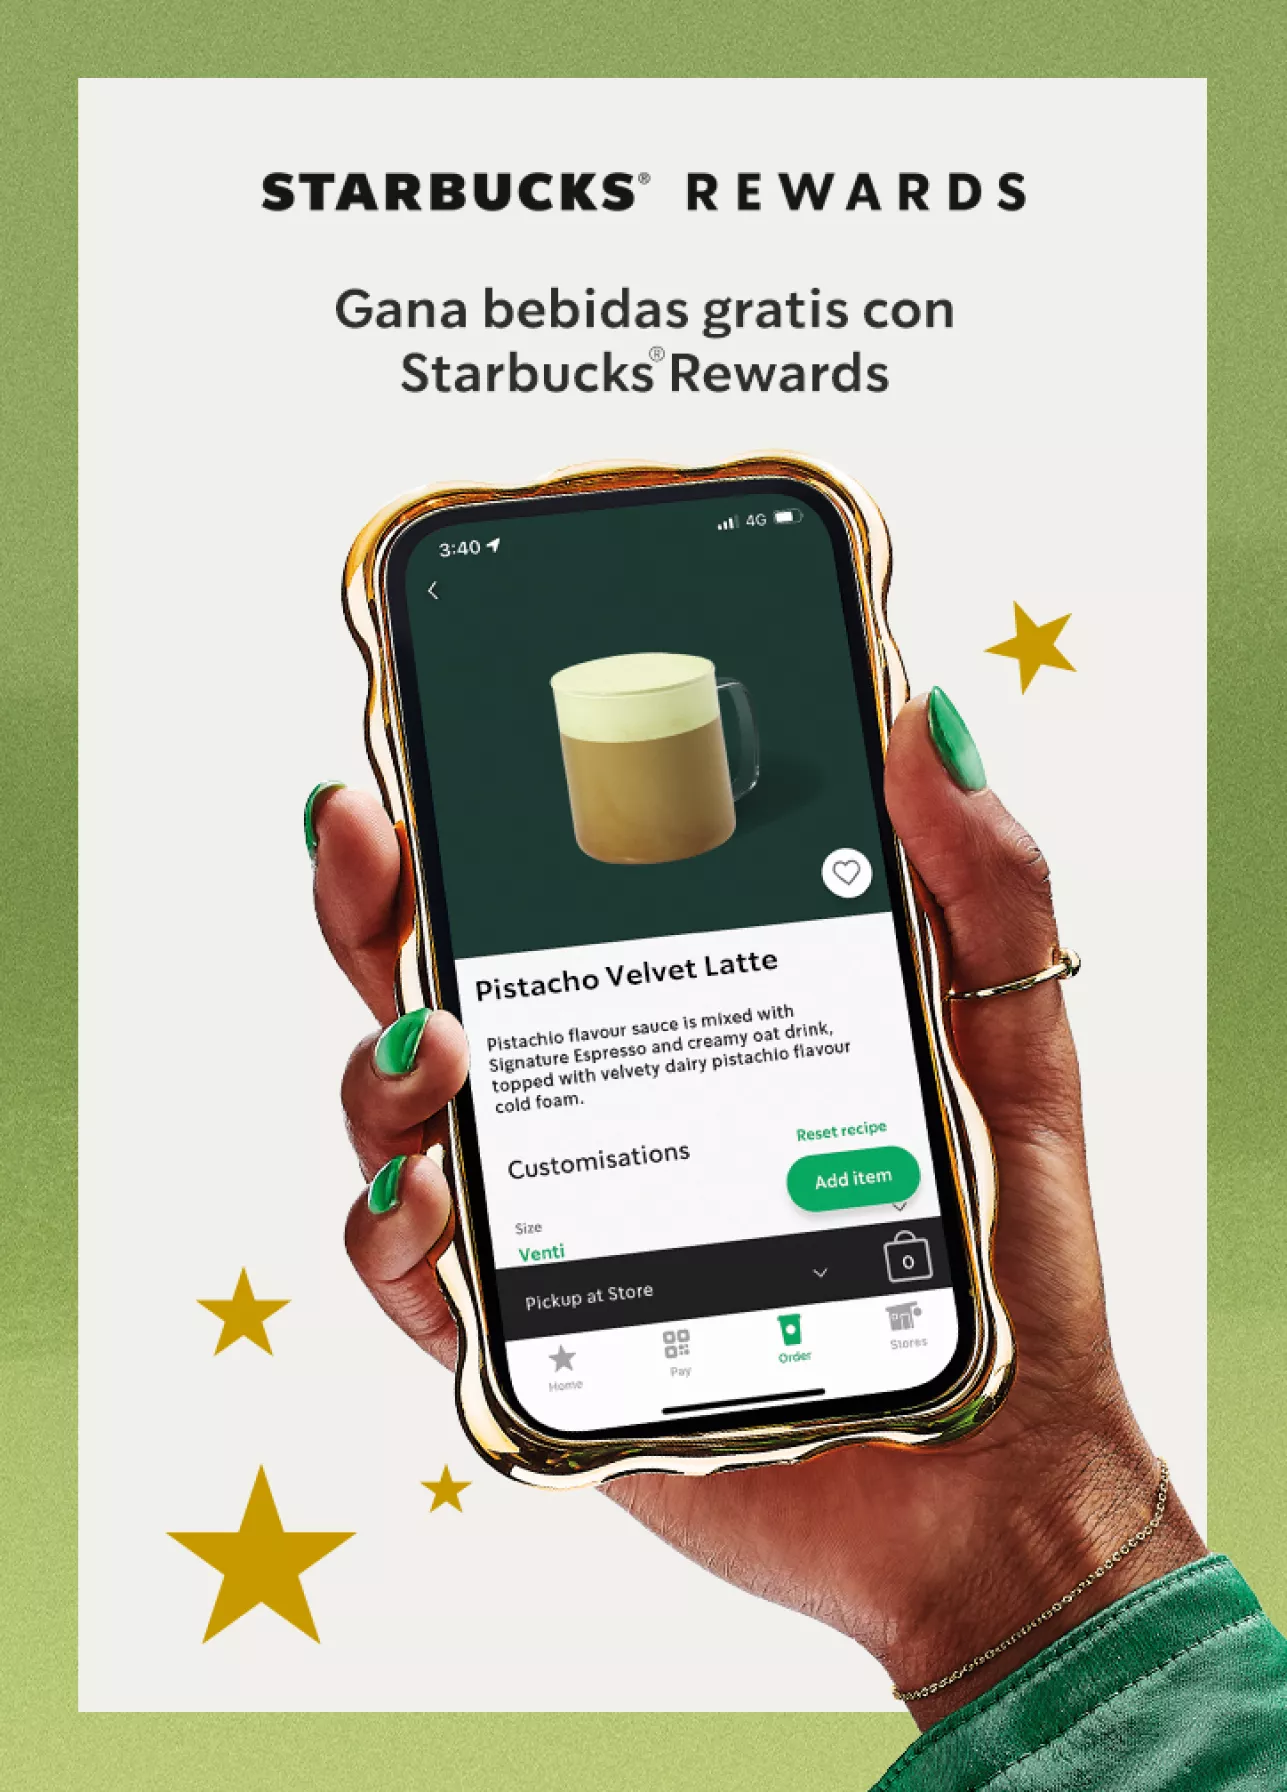 STARBUCKS® REWARDS
Gana bebidas gratis con
Starbucks® Rewards
3:40
4G
Pistacho Velvet Latte
Pistachio flavour sauce is mixed with
Signature Espresso and creamy oat drink,
topped with velvety dairy pistachio flavour
cold foam.
Reset recipe
Customisations
Add item
Size
Venti
Pickup at Store
0
Home
Pay
Order
Stores